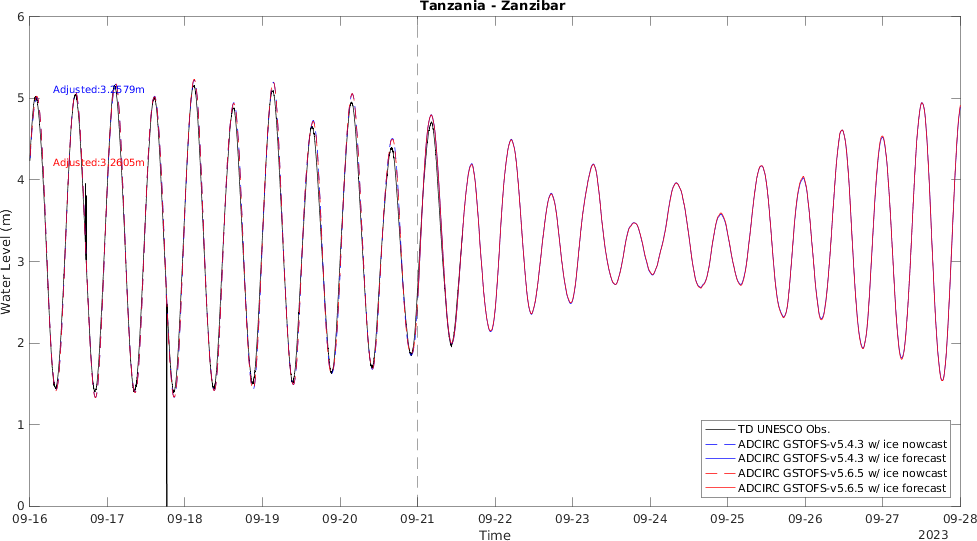 Tanzania - Zanzibar
6
5
4
3
2
1
0
Water Level (m)
Adjusted:3.2579m
Adjusted:3.2605m
TD UNESCO Obs.
ADCIRC GSTOFS-v5.4.3 w/ ice nowcast
ADCIRC GSTOFS-v5.4.3 w/ ice forecast
ADCIRC GSTOFS-v5.6.5 w/ ice nowcast
ADCIRC GSTOFS-v5.6.5 w/ ice forecast
09-16 09-17 09-18 09-19 09-20 09-21 09-22 09-23 09-24 09-25 09-26 09-27 09-28
Time
2023